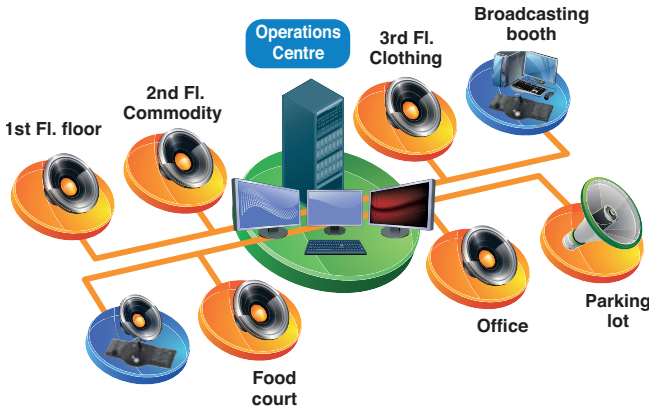 Operations
Centre
3rd Fl.
Clothing
Broadcasting
booth
2nd Fl.
Commodity
1st Fl. floor
Office
Parking
lot
Food
court